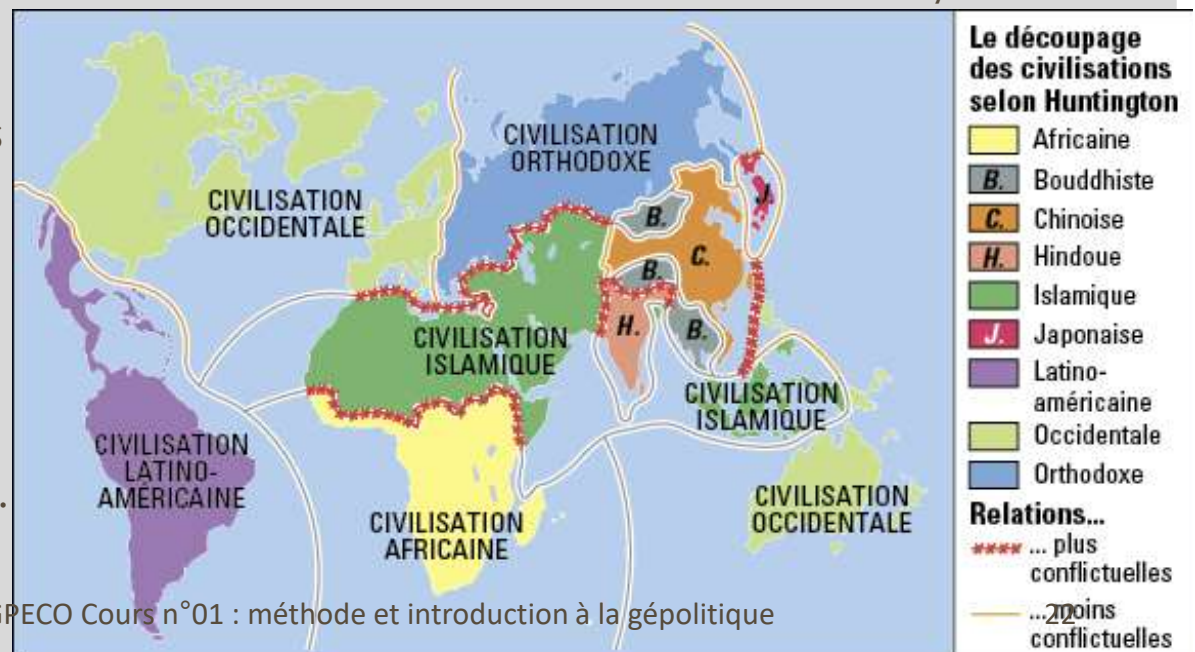 CIVILISATION
OCCIDENTALE
CIVILISATION
ORTHODOXE
B.
J.
C.
B.
CIVILISATION
ISLAMIQUE
H.
B.
CIVILISATION
ISLAMIQUE
CIVILISATION
LATINO-
AMÉRICAINE
CIVILISATION
AFRICAINE
CIVILISATION
OCCIDENTALE
Le découpage
des civilisations
selon Huntington
Africaine
B. Bouddhiste
C. Chinoise
H. Hindoue
Islamique
J. Japonaise
Latino-
américaine
Occidentale
Orthodoxe
Relations...
... plus
conflictuelles
... moins
conflictuelles
PECO Cours n°01 : méthode et introduction à la gépolitique
22